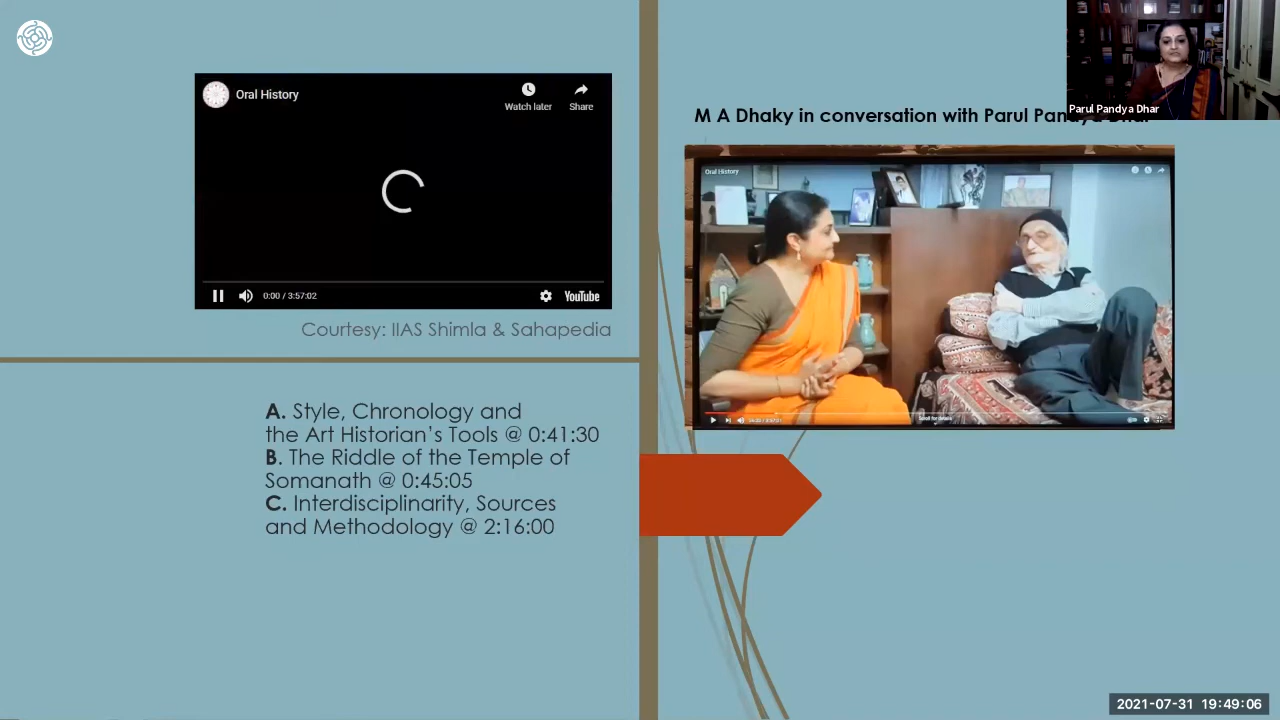 Oral History
Watch later
Share
0:00 / 3:57:02
YouTube
Courtesy: IIAS Shimla & Sahapedia
A. Style, Chronology and
the Art Historian's Tools @ 0:41:30
B. The Riddle of the Temple of
Somanath @ 0:45:05
C. Interdisciplinarity, Sources
and Methodology @ 2:16:00
Parul Pandya Dhar
M A Dhaky in conversation with Parul Pandya Dhar
Oral History
Scroll for details
2021-07-31 19:49:06